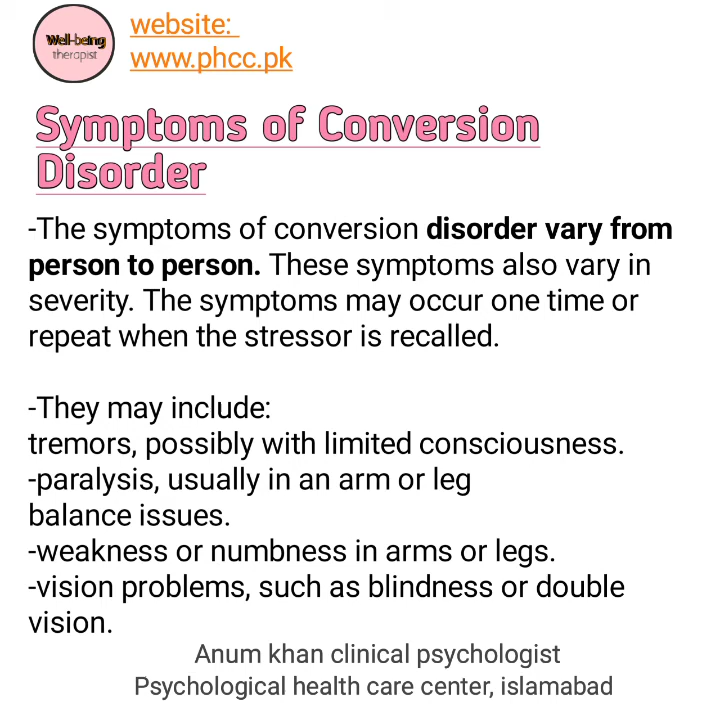 Well-being
therapist
website:
www.phcc.pk
Symptoms of Conversion
Disorder
-The symptoms of conversion disorder vary from
person to person. These symptoms also vary in
severity. The symptoms may occur one time or
repeat when the stressor is recalled.
-They may include:
tremors, possibly with limited consciousness.
-paralysis, usually in an arm or leg
balance issues.
-weakness or numbness in arms or legs.
-vision problems, such as blindness or double
vision.
Anum khan clinical psychologist
Psychological health care center, islamabad